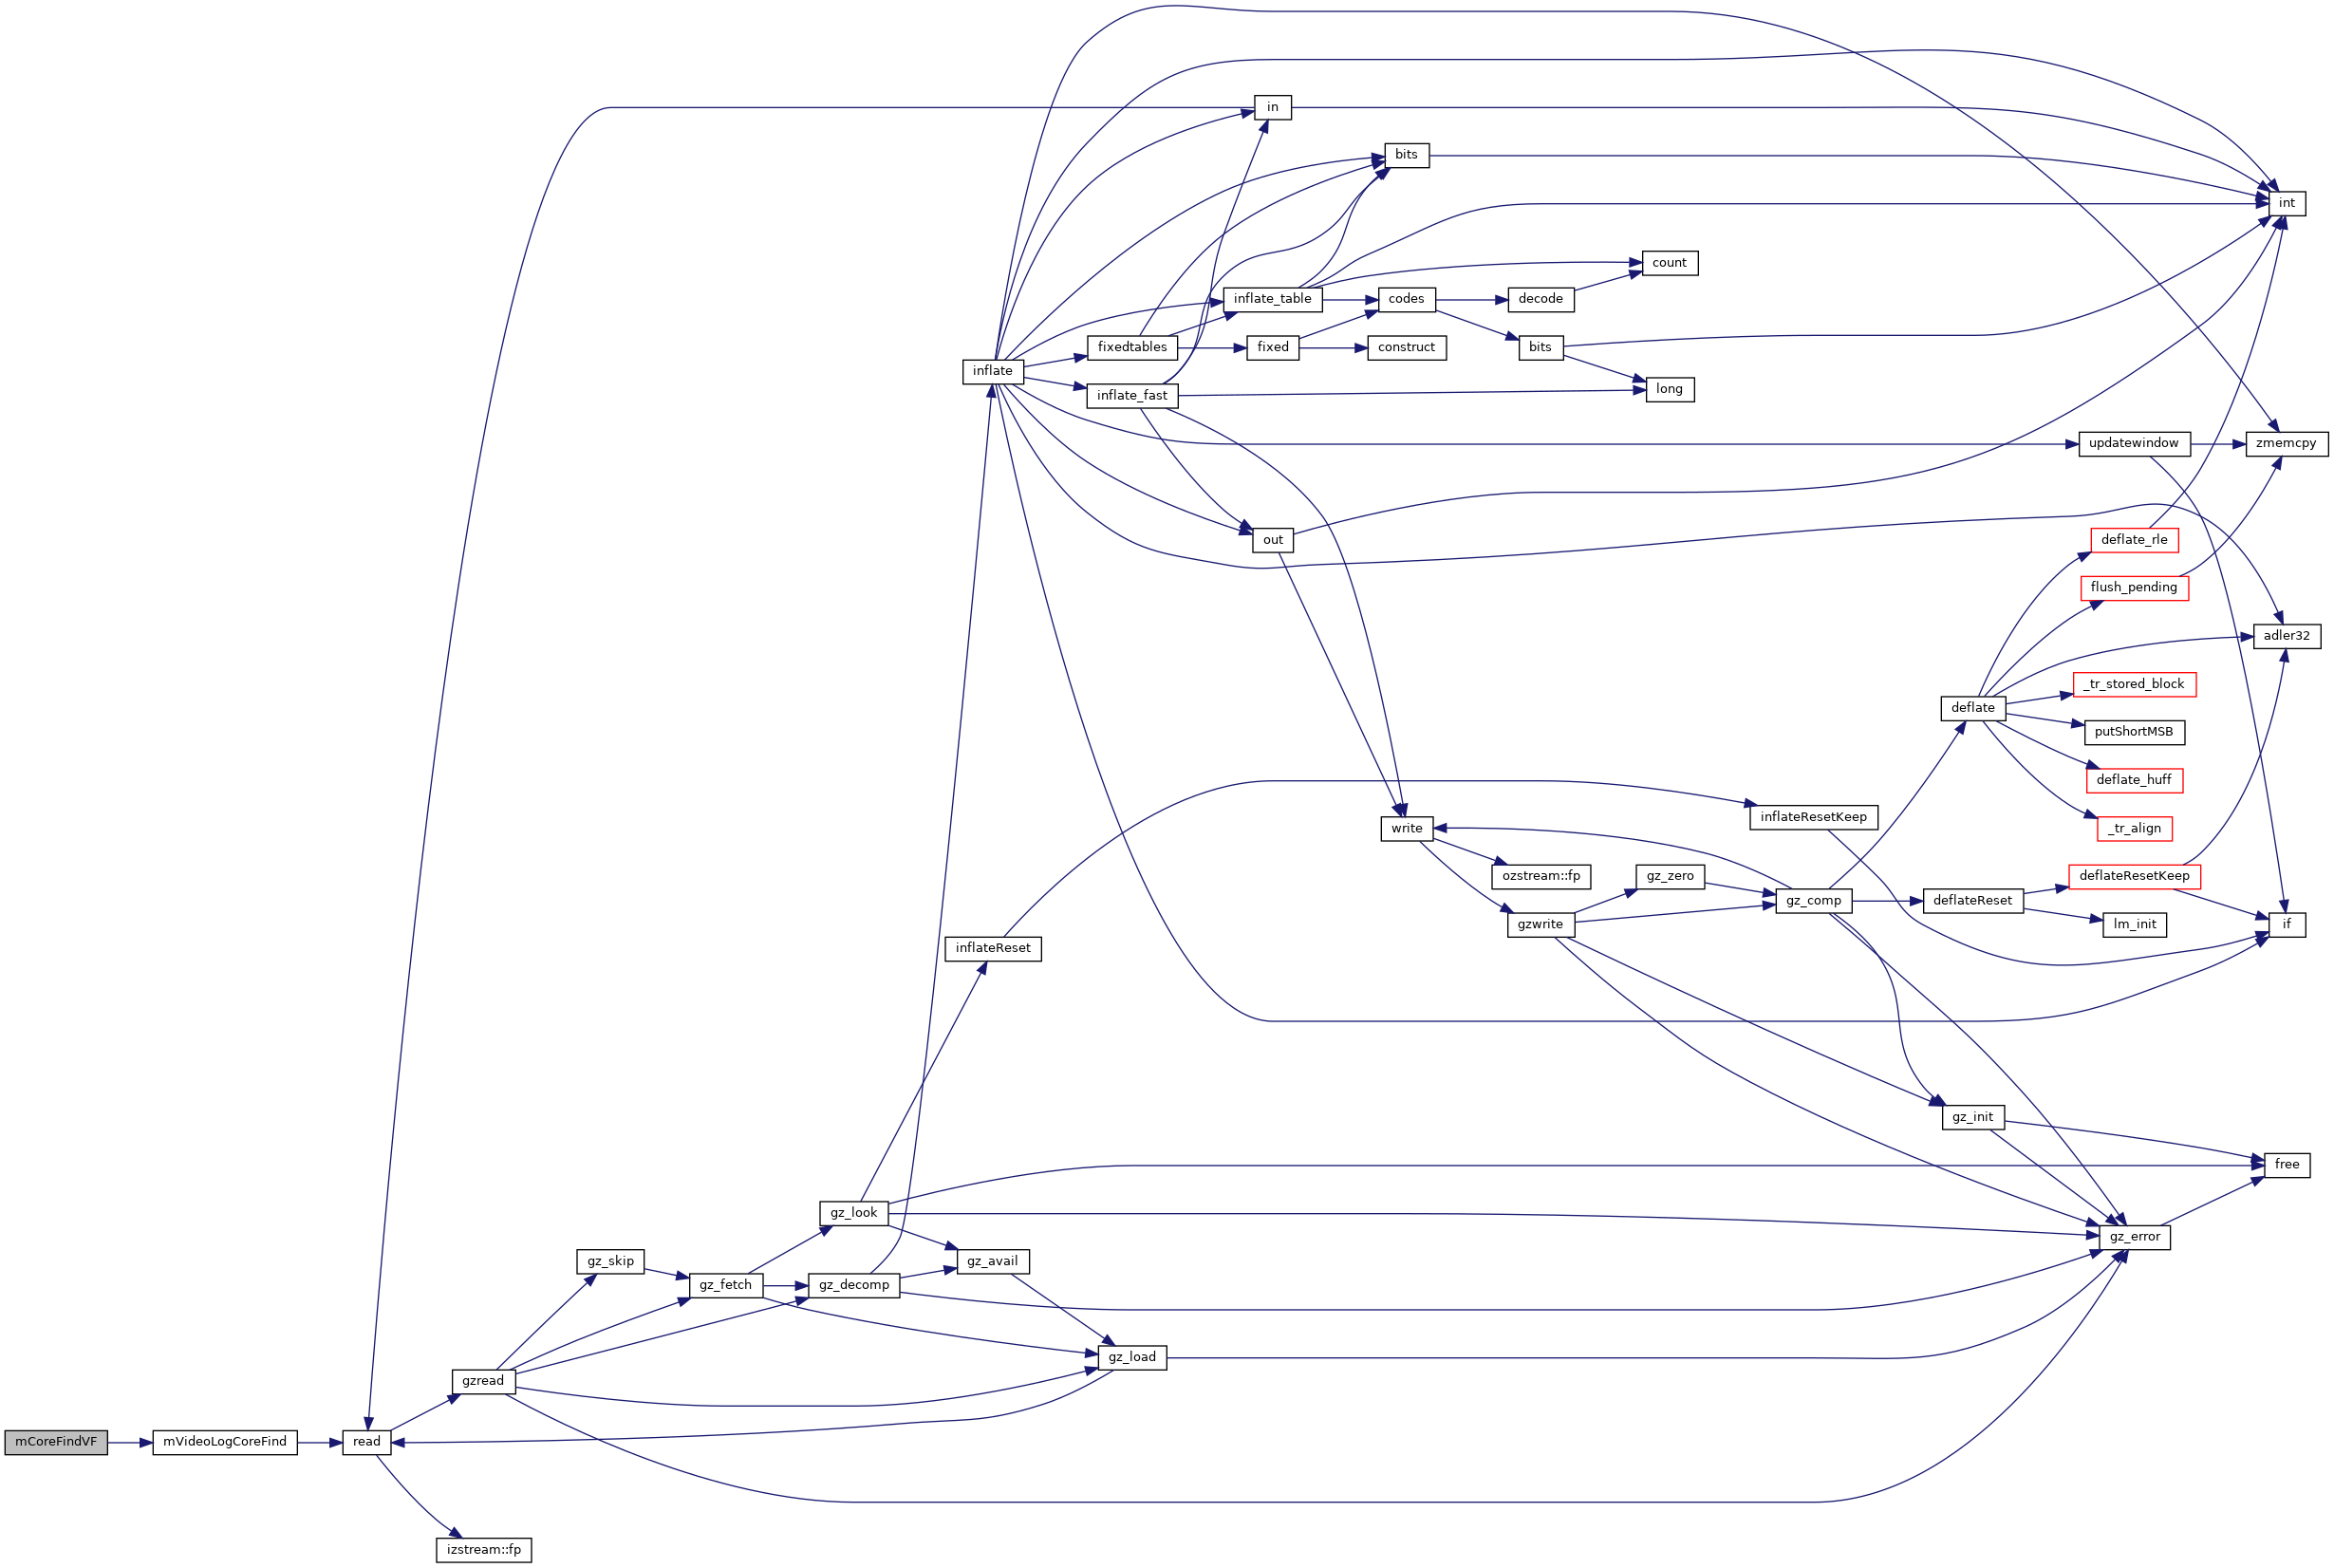 in
bits
int
count
inflate_table
codes
decode
fixedtables
fixed
construct
bits
inflate
long
inflate_fast
updatewindow
zmemcpy
out
deflate_rle
flush_pending
adler32
_tr_stored_block
deflate
putShortMSB
deflate_huff
inflateResetKeep
write
_tr_align
ozstream::fp
gz_zero
deflateResetKeep
gz_comp
deflateReset
gzwrite
lm_init
if
inflateReset
gz_init
free
gz_look
gz_error
gz_skip
gz_avail
gz_fetch
gz_decomp
gz_load
gzread
mCoreFindVF
mVideoLogCoreFind
read
izstream::fp